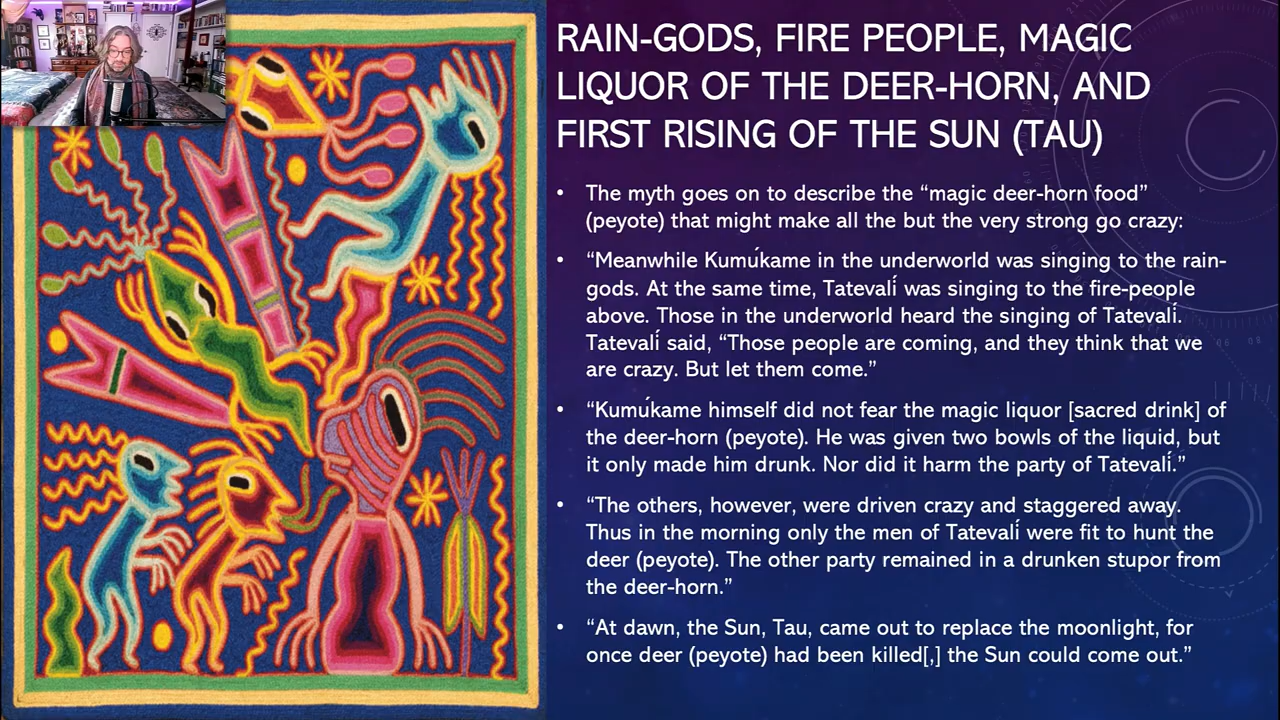 RAIN-GODS, FIRE PEOPLE, MAGIC
LIQUOR OF THE DEER-HORN, AND
FIRST RISING OF THE SUN (TAU)
• The myth goes on to describe the “magic deer-horn food”
(peyote) that might make all the but the very strong go crazy:
• “Meanwhile Kumúkame in the underworld was singing to the rain-
gods. At the same time, Tatevalí was singing to the fire-people
above. Those in the underworld heard the singing of Tatevalí.
Tatevalí said, “Those people are coming, and they think that we
are crazy. But let them come.”
• “Kumúkame himself did not fear the magic liquor [sacred drink] of
the deer-horn (peyote). He was given two bowls of the liquid, but
it only made him drunk. Nor did it harm the party of Tatevalí.”
• “The others, however, were driven crazy and staggered away.
Thus in the morning only the men of Tatevalí were fit to hunt the
deer (peyote). The other party remained in a drunken stupor from
the deer-horn.”
• “At dawn, the Sun, Tau, came out to replace the moonlight, for
once deer (peyote) had been killed[,] the Sun could come out.”